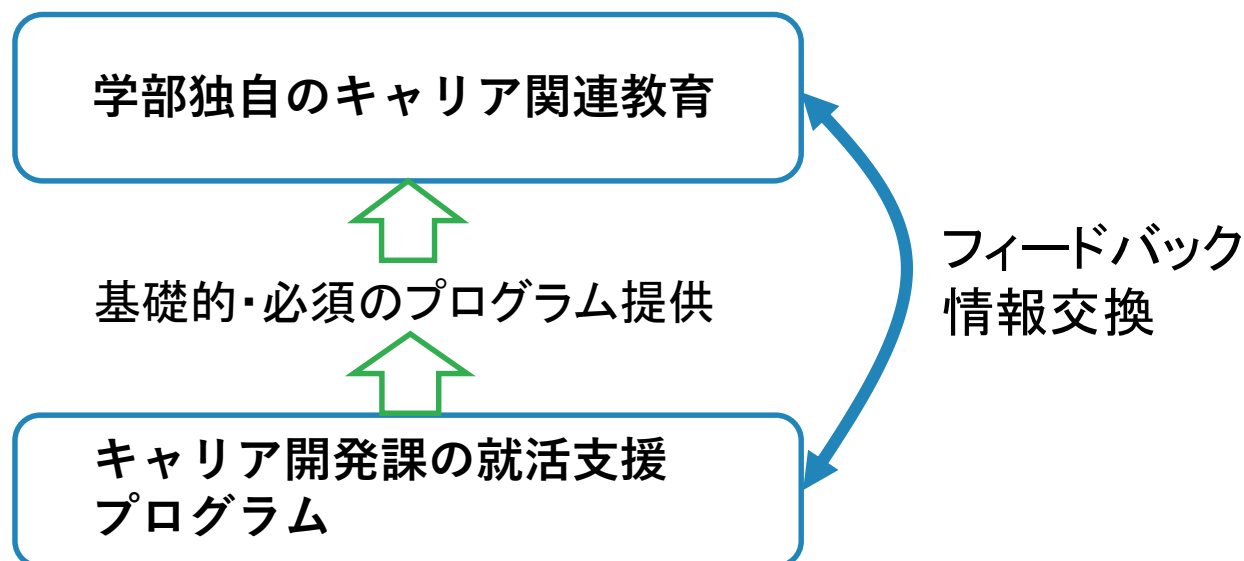 学部独自のキャリア関連教育
基礎的・必須のプログラム提供
フィードバック
情報交換
キャリア開発課の就活支援
プログラム